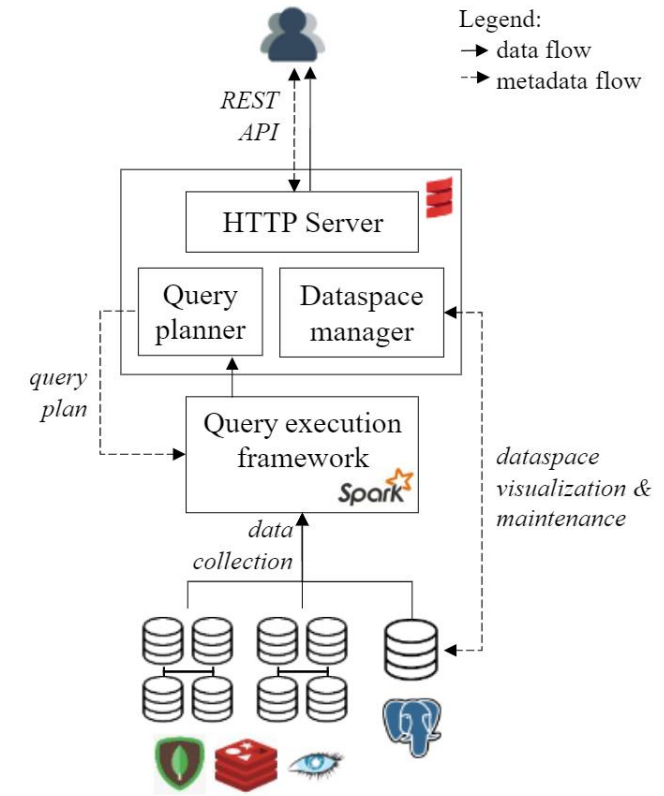 Legend:
data flow
metadata flow
REST
API
HTTP Server
Query
planner
Dataspace
manager
query
plan
Query execution
framework
Spark
dataspace
visualization &
maintenance
data
collection